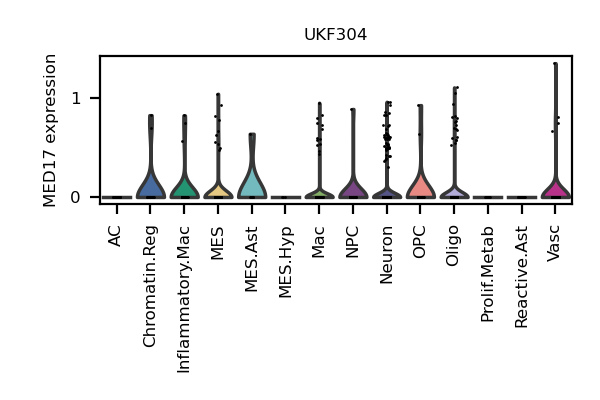 UKF304
MED17 expression
1
0
AC
Chromatin.Reg
Inflammatory.Mac
MES
MES.Ast
MES.Hyp
Mac
NPC
Neuron
OPC
Oligo
Prolif.Metab
Reactive.Ast
Vasc